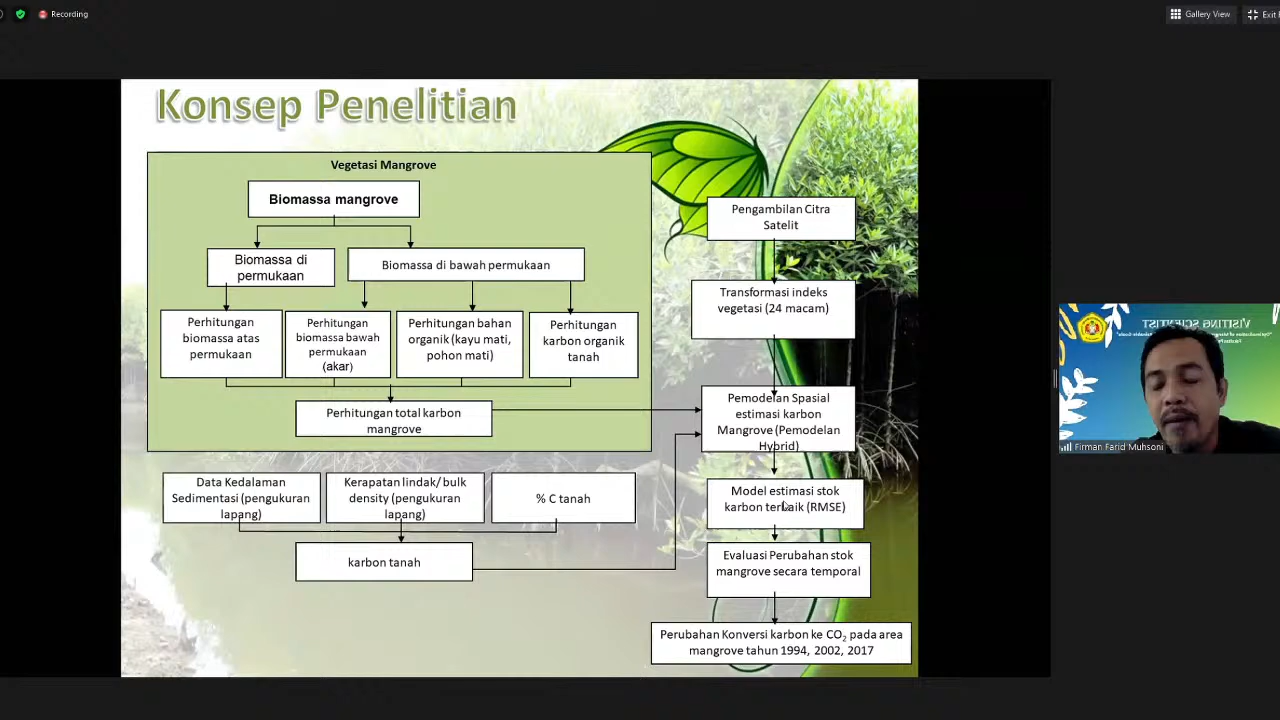 Recording
Gallery View
Exit
Konsep Penelitian
Vegetasi Mangrove
Biomassa mangrove
Biomassa di
permukaan
Biomassa di bawah permukaan
Perhitungan
biomassa atas
permukaan
Perhitungan
biomassa bawah
permukaan
(akar)
Perhitungan bahan
organik (kayu mati,
pohon mati)
Perhitungan
karbon organik
tanah
Perhitungan total karbon
mangrove
Data Kedalaman
Sedimentasi (pengukuran
lapang)
Kerapatan lindak/ bulk
density (pengukuran
lapang)
% C tanah
karbon tanah
Pengambilan Citra
Satelit
Transformasi indeks
vegetasi (24 macam)
Pemodelan Spasial
estimasi karbon
Mangrove (Pemodelan
Hybrid)
Model estimasi stok
karbon terbaik (RMSE)
Evaluasi Perubahan stok
mangrove secara temporal
Perubahan Konversi karbon ke CO₂ pada area
mangrove tahun 1994, 2002, 2017
VISITING SCIENTIST
Firman Farid Muhsoni